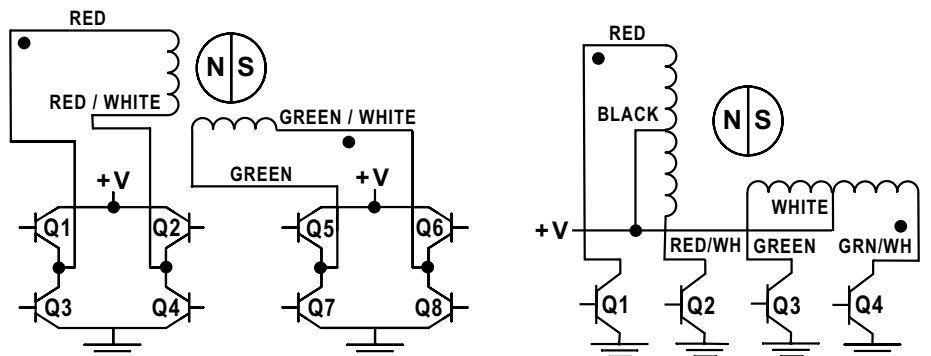 RED
N S
RED / WHITE
GREEN / WHITE
GREEN
+V
+V
Q1
Q2
Q5
Q6
Q3
Q4
Q7
Q8
RED
BLACK
N S
WHITE
+V
RED/WH
GREEN
GRN/WH
Q1
Q2
Q3
Q4